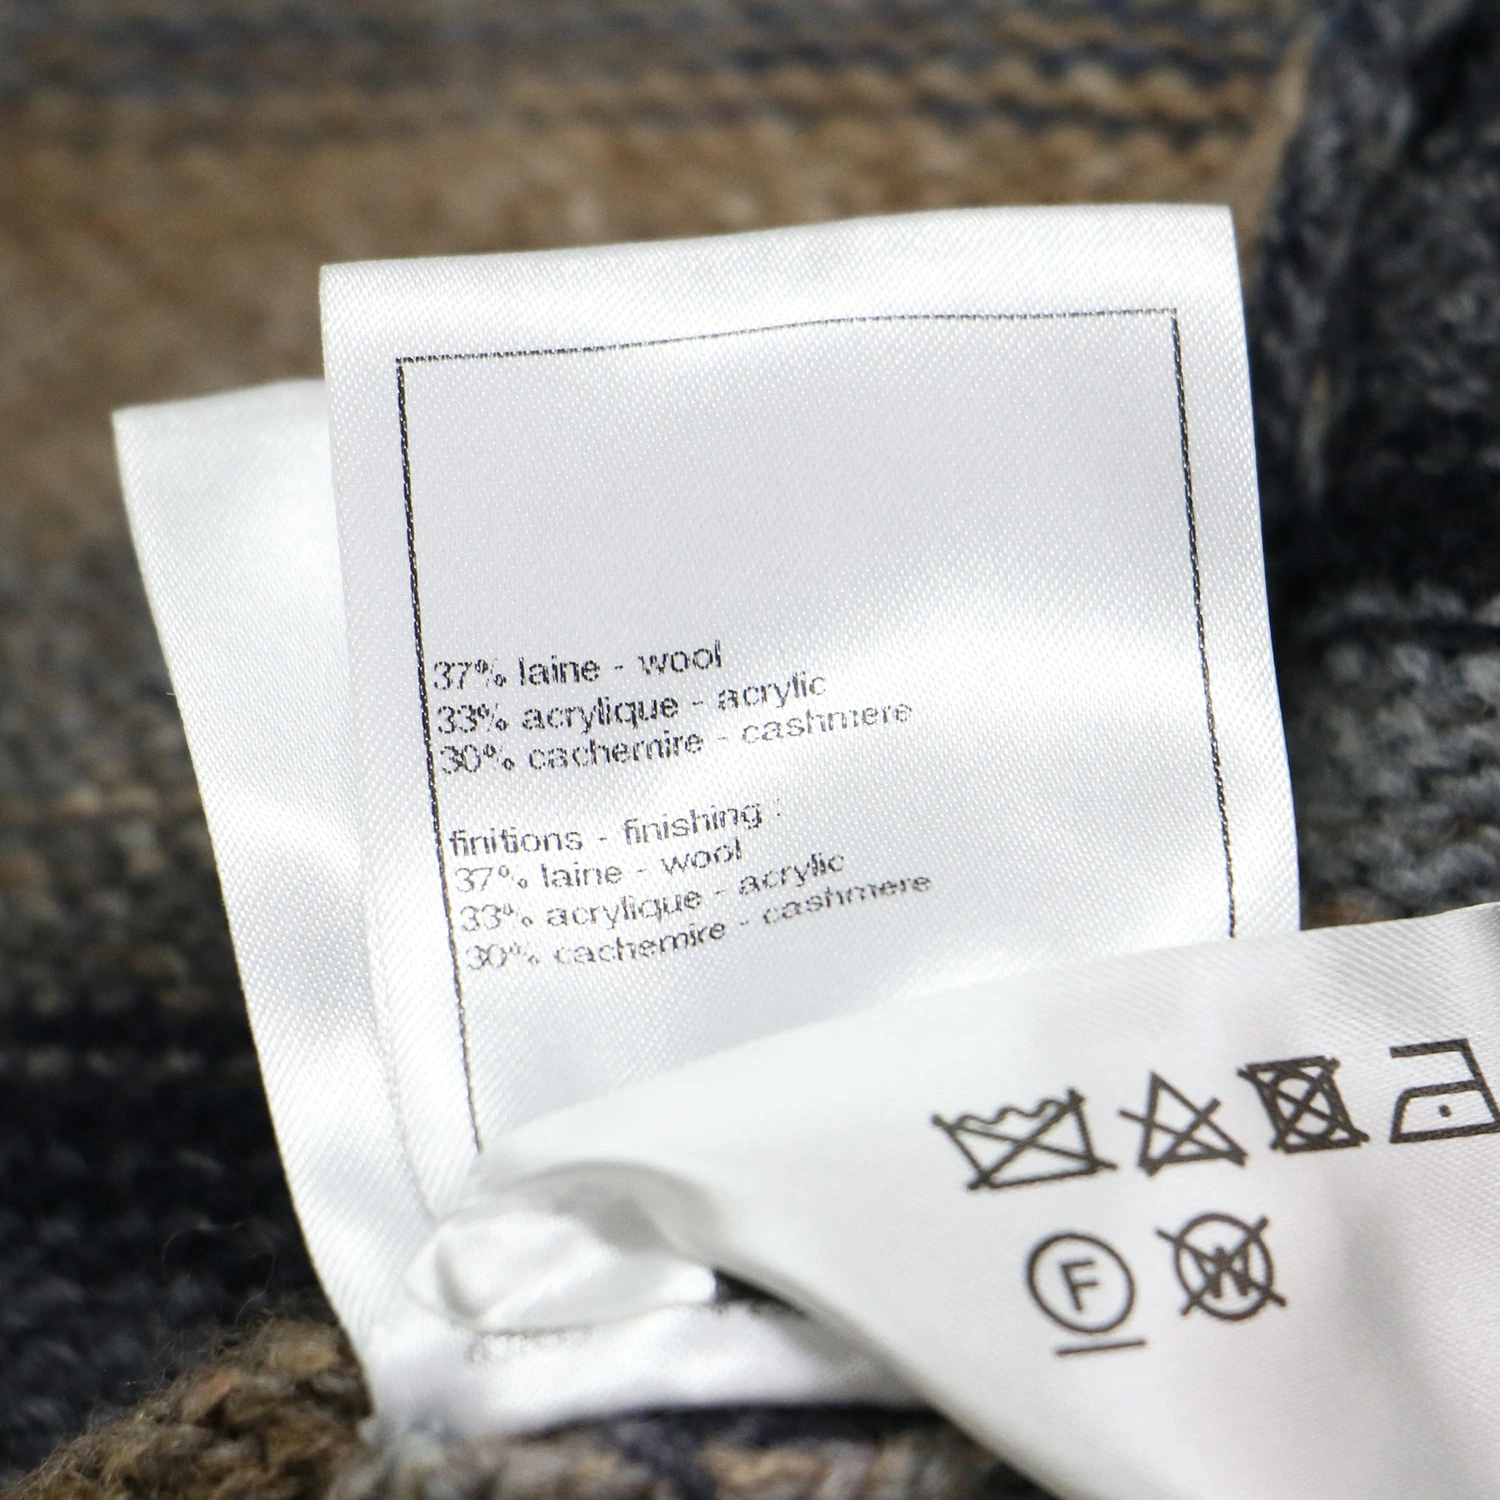 37% laine - wool
33% acrylique - acrylic
30% cachemire - cashmere
finitions - finishing :
37% laine - wool
33% acrylique - acrylic
30% cachemire - cashmere
F W